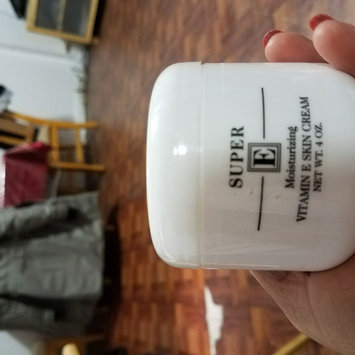 SUPER
E
Moisturizing
VITAMIN E SKIN CREAM
NET WT. 4 OZ.